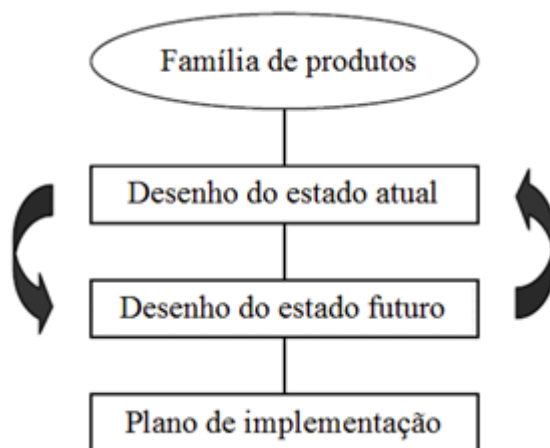 Família de produtos
Desenho do estado atual
Desenho do estado futuro
Plano de implementação